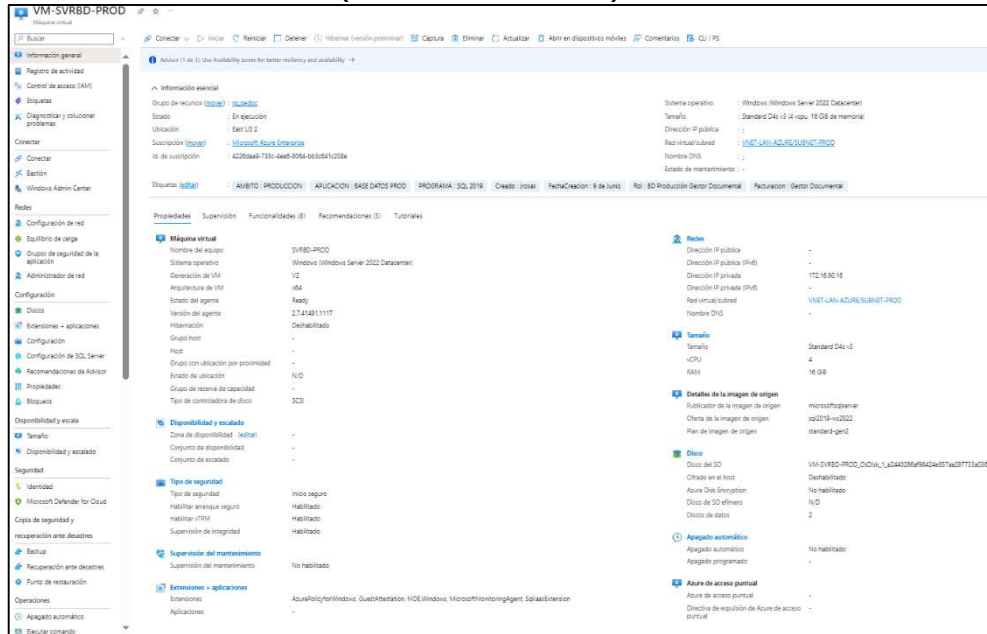 VM-SVRBD-PROD
Máquina virtual
Buscar
Conectar
Iniciar
Reiniciar
Detener
Hibernar (versión preliminar)
Captura
Eliminar
Actualizar
Abrir en dispositivos móviles
Comentarios
CLI / PS
Información general
Registro de actividad
Control de acceso (IAM)
Etiquetas
Diagnosticar y solucionar
problemas
Conectar
Conectar
Bastión
Windows Admin Center
Redes
Configuración de red
Equilibrio de carga
Grupos de seguridad de la
aplicación
Administrador de red
Configuración
Discos
Extensiones + aplicaciones
Configuración
Configuración de SQL Server
Recomendaciones de Advisor
Propiedades
Bloqueos
Disponibilidad y escala
Tamaño
Disponibilidad y escalado
Seguridad
Identidad
Microsoft Defender for Cloud
Copia de seguridad y
recuperación ante desastres
Backup
Recuperación ante desastres
Punto de restauración
Operaciones
Apagado automático
Ejecutar comando
Advisor (1 de 3): Use Availability zones for better resiliency and availability →
Información esencial
Grupo de recursos (mover) :
Estado : En ejecución
Ubicación : East US 2
Suscripción (mover) : Microsoft Azure Enterprise
Id. de suscripción :
Sistema operativo : Windows (Windows Server 2022 Datacenter)
Tamaño : Standard D4s v3 (4 vcpu, 16 GiB de memoria)
Dirección IP pública : -
Red virtual/subred : VNET-LAN-AZURE/SUBNET-PROD
Nombre DNS : -
Estado de mantenimiento : -
Etiquetas (editar) : AMBITO : PRODUCCION APLICACION : BASE DATOS PROD PROGRAMA : SQL 2019 Creado : jrosas FechaCreacion : 9 de Junio Rol : BD Producción Gestor Documental Facturacion : Gestor Documental
Propiedades Supervisión Funcionalidades (8) Recomendaciones (3) Tutoriales
Máquina virtual
Nombre del equipo SVRBD-PROD
Sistema operativo Windows (Windows Server 2022 Datacenter)
Generación de VM V2
Arquitectura de VM x64
Estado del agente Ready
Versión del agente 2.7.41491.1117
Hibernación Deshabilitado
Grupo host -
Host -
Grupo con ubicación por proximidad -
Estado de ubicación N/D
Grupo de reserva de capacidad -
Tipo de controladora de disco SCSI
Disponibilidad y escalado
Zona de disponibilidad (editar) -
Conjunto de disponibilidad -
Conjunto de escalado -
Tipo de seguridad
Tipo de seguridad Inicio seguro
Habilitar arranque seguro Habilitado
Habilitar vTPM Habilitado
Supervisión de integridad Habilitado
Supervisión del mantenimiento
Supervisión del mantenimiento No habilitado
Extensiones + aplicaciones
Extensiones AzurePolicyforWindows, GuestAttestation, MDE.Windows, MicrosoftMonitoringAgent, SqlIaasExtension
Aplicaciones -
Redes
Dirección IP pública -
Dirección IP pública (IPv6) -
Dirección IP privada 172.16.90.16
Dirección IP privada (IPv6) -
Red virtual/subred VNET-LAN-AZURE/SUBNET-PROD
Nombre DNS -
Tamaño
Tamaño Standard D4s v3
vCPU 4
RAM 16 GiB
Detalles de la imagen de origen
Publicador de la imagen de origen microsoftsqlserver
Oferta de la imagen de origen sql2019-ws2022
Plan de imagen de origen standard-gen2
Disco
Disco del SO
Cifrado en el host Deshabilitado
Azure Disk Encryption No habilitado
Disco de SO efímero N/D
Discos de datos 2
Apagado automático
Apagado automático No habilitado
Apagado programado -
Azure de acceso puntual
Azure de acceso puntual -
Directiva de expulsión de Azure de acceso -
puntual